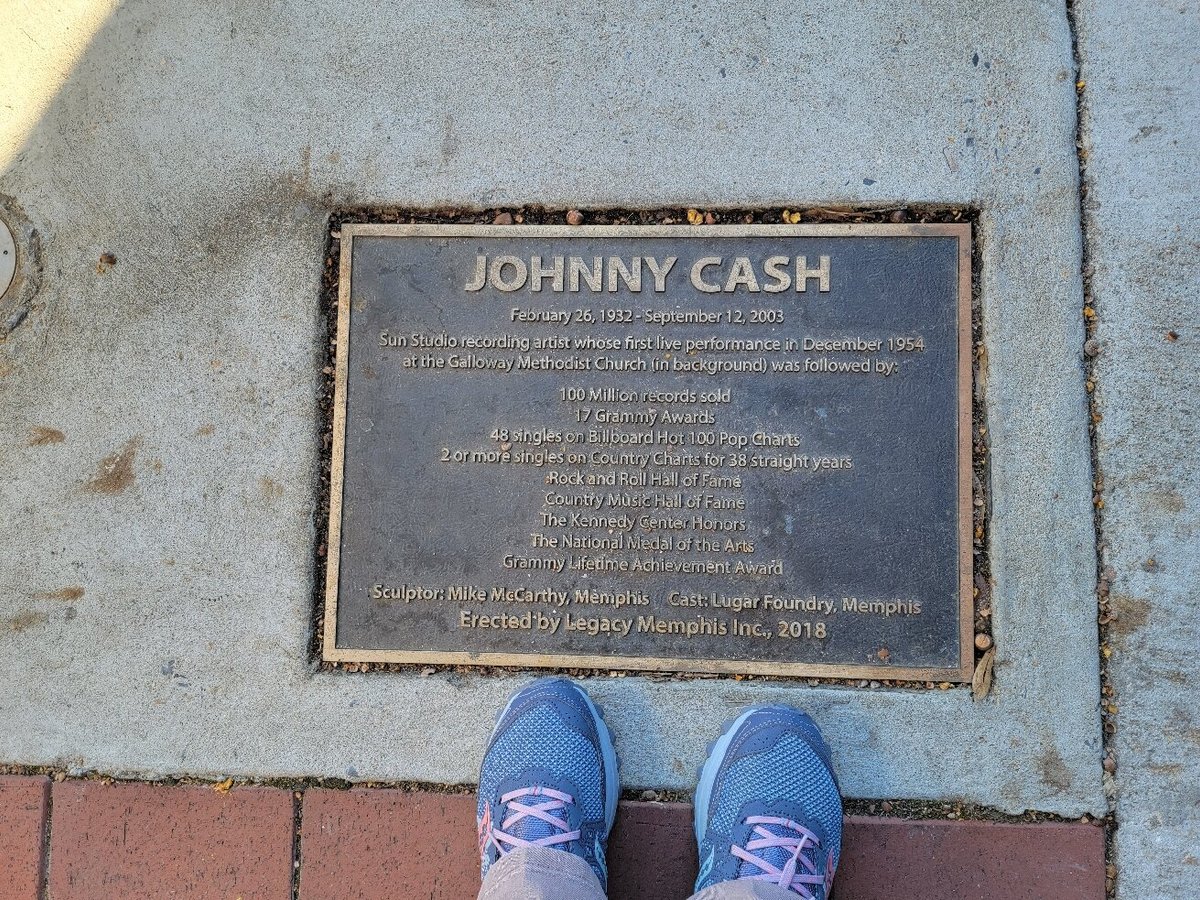 JOHNNY CASH
February 26, 1932 - September 12, 2003
Sun Studio recording artist whose first live performance in December 1954
at the Galloway Methodist Church (in background) was followed by:
100 Million records sold
17 Grammy Awards
48 singles on Billboard Hot 100 Pop Charts
2 or more singles on Country Charts for 38 straight years
Rock and Roll Hall of Fame
Country Music Hall of Fame
The Kennedy Center Honors
The National Medal of the Arts
Grammy Lifetime Achievement Award
Sculptor: Mike McCarthy, Memphis Cast: Lugar Foundry, Memphis
Erected by Legacy Memphis Inc., 2018